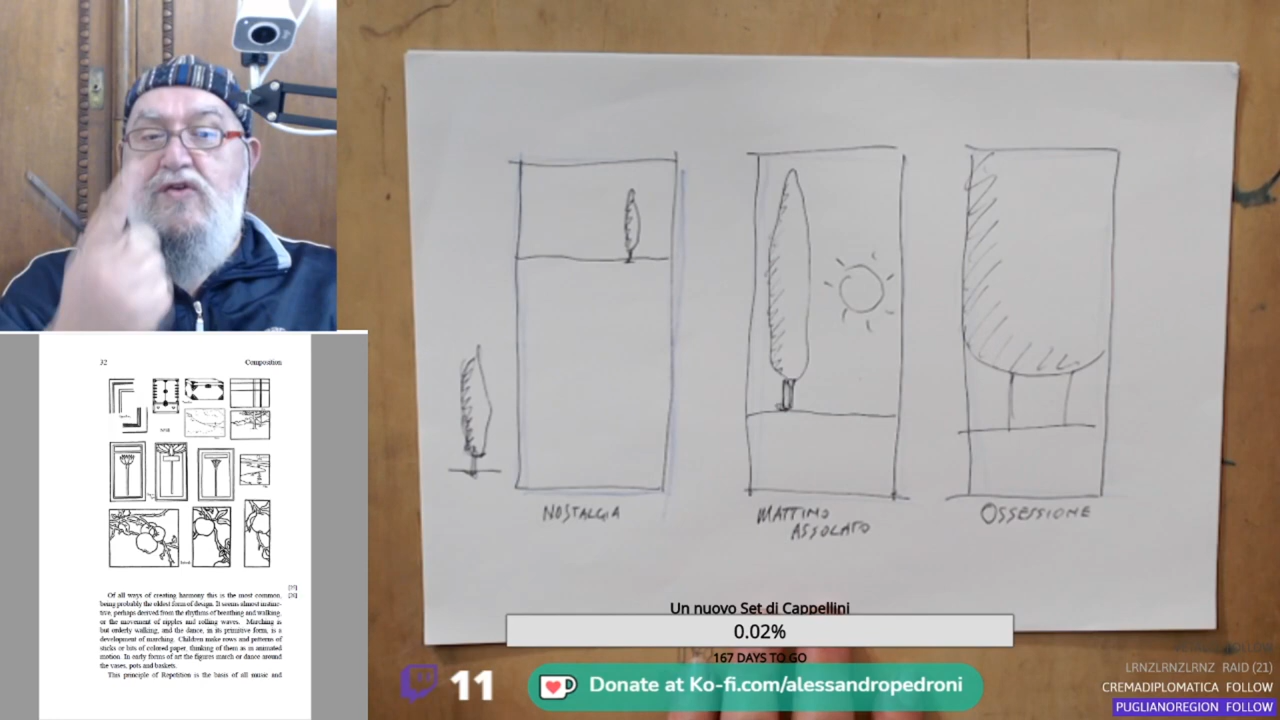 NOSTALGIA
MATTINO
ASSOLATO
OSSESSIONE
32 Composition
Of all ways of creating harmony this is the most common,
being probably the oldest form of design. It seems almost instinc-
tive, perhaps derived from the rhythms of breathing and walking,
or the movement of ripples and rolling waves. Marching is
but orderly walking, and the dance, in its primitive form, is a
development of marching. Children make rows and patterns of
sticks or bits of colored paper, thinking of them as in animated
motion. In early forms of art the figures march or dance around
the vases, pots and baskets.
This principle of Repetition is the basis of all music and
Un nuovo Set di Cappellini
0.02%
167 DAYS TO GO
11
Donate at Ko-fi.com/alessandropedroni
FOLLOW
LRNZLRNZLRNZ RAID (21)
CREMADIPLOMATICA FOLLOW
PUGLIANOREGION FOLLOW